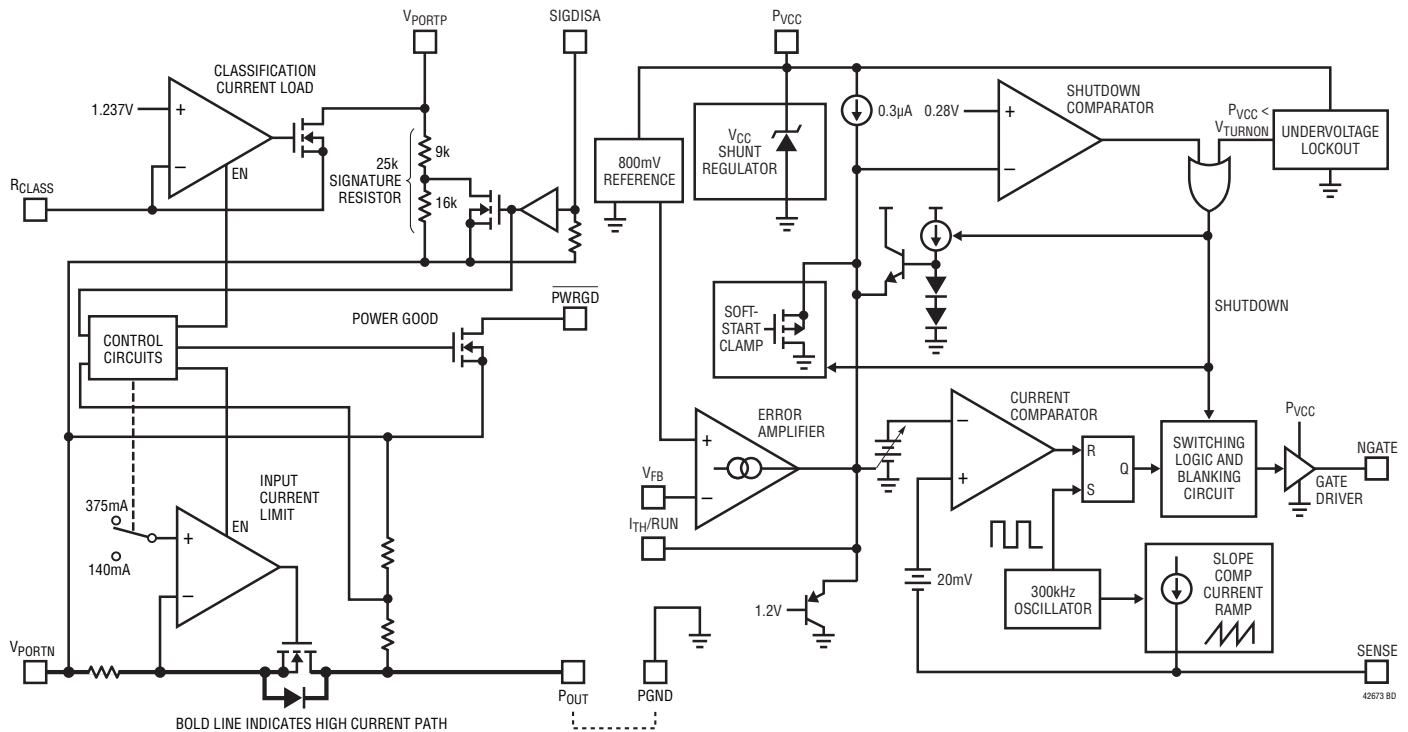 VPORTP
SIGDISA
PVCC
CLASSIFICATION
CURRENT LOAD
1.237V
+
–
EN
RCLASS
25k
SIGNATURE
RESISTOR
9k
16k
800mV
REFERENCE
VCC
SHUNT
REGULATOR
0.3µA
0.28V
+
–
SHUTDOWN
COMPARATOR
PVCC <
VTURNON
UNDERVOLTAGE
LOCKOUT
PWRGD
POWER GOOD
CONTROL
CIRCUITS
SOFT-
START
CLAMP
SHUTDOWN
INPUT
CURRENT
LIMIT
375mA
140mA
EN
+
–
ERROR
AMPLIFIER
+
–
VFB
ITH/RUN
CURRENT
COMPARATOR
–
+
R
S
Q
SWITCHING
LOGIC AND
BLANKING
CIRCUIT
PVCC
NGATE
GATE
DRIVER
20mV
300kHz
OSCILLATOR
SLOPE
COMP
CURRENT
RAMP
1.2V
VPORTN
POUT
PGND
SENSE
42673 BD
BOLD LINE INDICATES HIGH CURRENT PATH